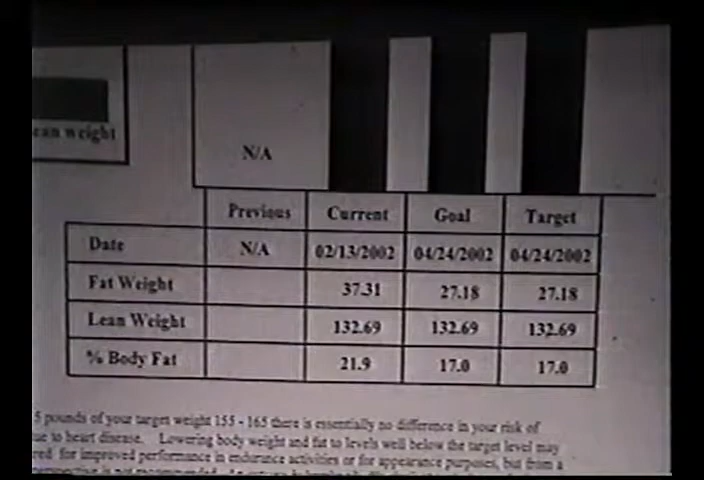 ean weight
N/A
Previous Current Goal Target
Date N/A 02/13/2002 04/24/2002 04/24/2002
Fat Weight 37.31 27.18 27.18
Lean Weight 132.69 132.69 132.69
% Body Fat 21.9 17.0 17.0
5 pounds of your target weight 155 - 165 there is essentially no difference in your risk of
ue to heart disease. Lowering body weight and fat to levels well below the target level may
red for improved performance in endurance activities or for appearance purposes, but from a
perspective is not recommended.